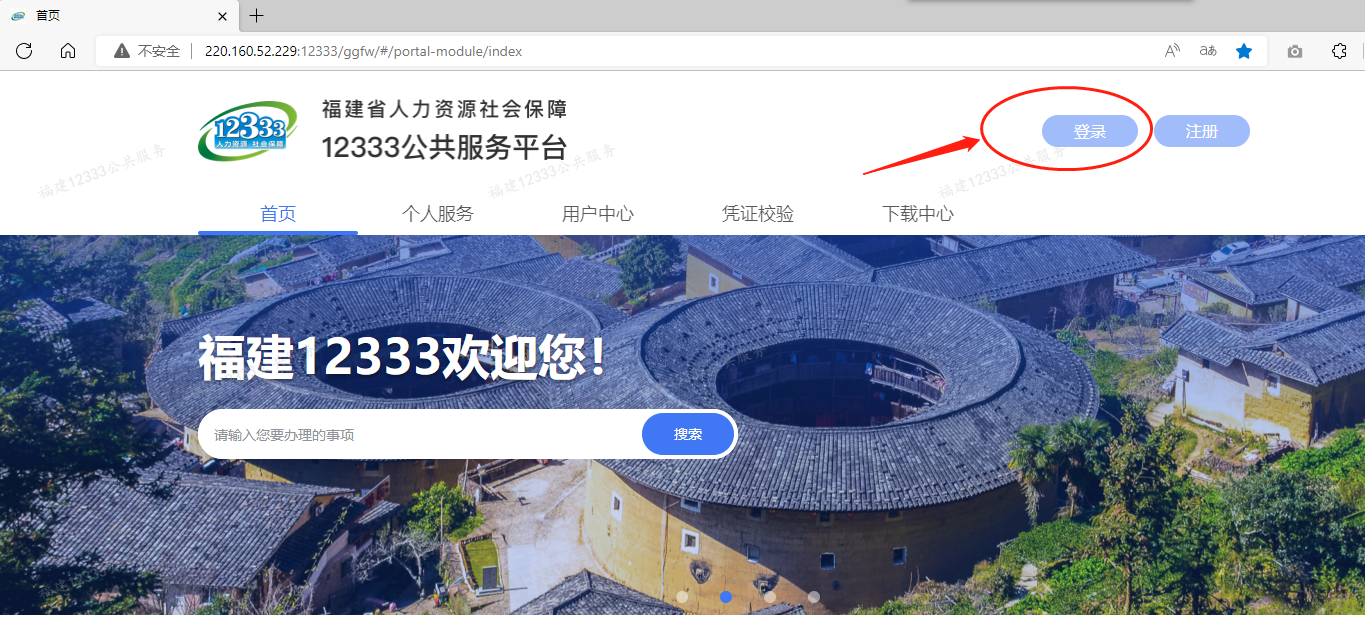 首页
不安全 220.160.52.229:12333/ggfw/#/portal-module/index
12333
人力资源 社会保障
福建省人力资源社会保障
12333公共服务平台
登录 注册
福建12333公共服务
福建12333公共服务
福建12333公共服务
首页 个人服务 用户中心 凭证校验 下载中心
福建12333欢迎您!
请输入您要办理的事项 搜索